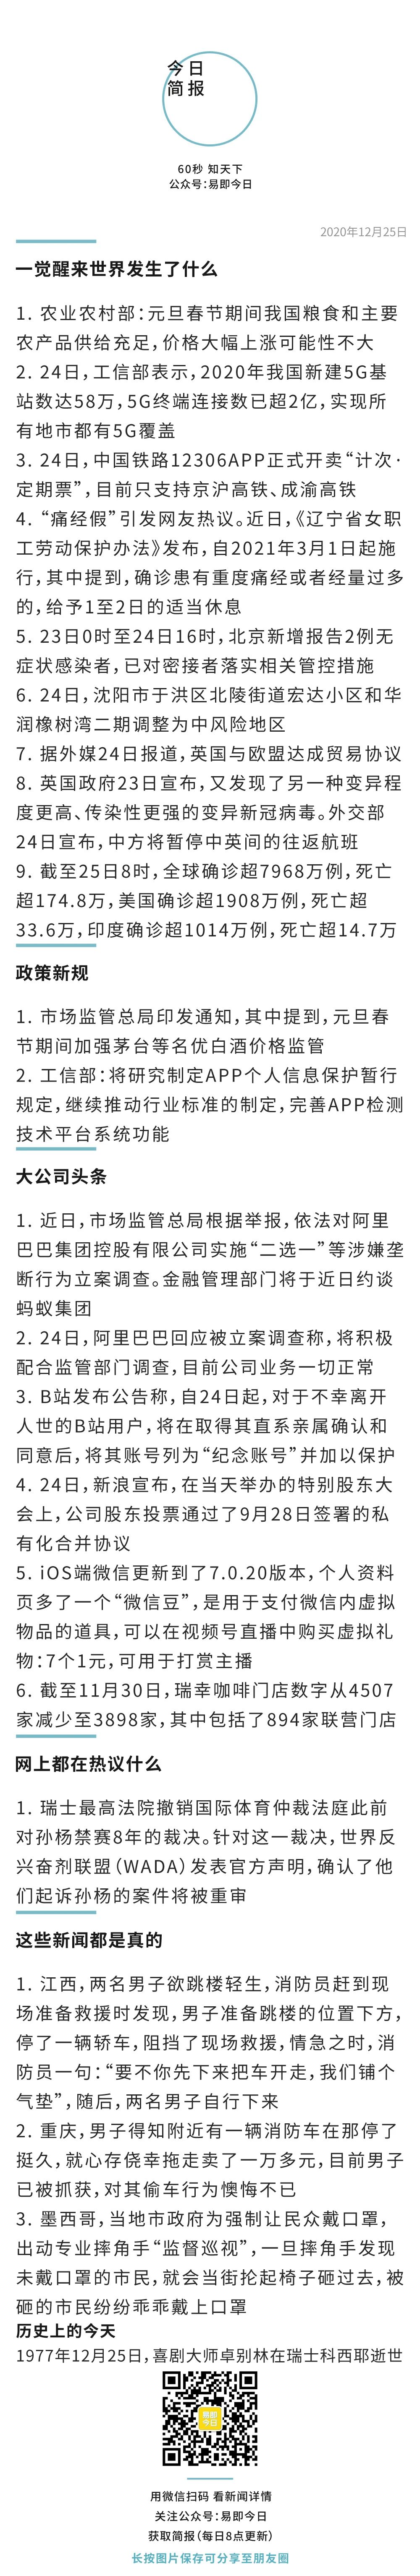 今日
简报
60秒 知天下
公众号：易即今日
2020年12月25日
一觉醒来世界发生了什么
1. 农业农村部：元旦春节期间我国粮食和主要
农产品供给充足，价格大幅上涨可能性不大
2. 24日，工信部表示，2020年我国新建5G基
站数达58万，5G终端连接数已超2亿，实现所
有地市都有5G覆盖
3. 24日，中国铁路12306APP正式开卖“计次·
定期票”，目前只支持京沪高铁、成渝高铁
4. “痛经假”引发网友热议。近日，《辽宁省女职
工劳动保护办法》发布，自2021年3月1日起施
行，其中提到，确诊患有重度痛经或者经量过多
的，给予1至2日的适当休息
5. 23日0时至24日16时，北京新增报告2例无
症状感染者，已对密接者落实相关管控措施
6. 24日，沈阳市于洪区北陵街道宏达小区和华
润橡树湾二期调整为中风险地区
7. 据外媒24日报道，英国与欧盟达成贸易协议
8. 英国政府23日宣布，又发现了另一种变异程
度更高、传染性更强的变异新冠病毒。外交部
24日宣布，中方将暂停中英间的往返航班
9. 截至25日8时，全球确诊超7968万例，死亡
超174.8万，美国确诊超1908万例，死亡超
33.6万，印度确诊超1014万例，死亡超14.7万
政策新规
1. 市场监管总局印发通知，其中提到，元旦春
节期间加强茅台等名优白酒价格监管
2. 工信部：将研究制定APP个人信息保护暂行
规定，继续推动行业标准的制定，完善APP检测
技术平台系统功能
大公司头条
1. 近日，市场监管总局根据举报，依法对阿里
巴巴集团控股有限公司实施“二选一”等涉嫌垄
断行为立案调查。金融管理部门将于近日约谈
蚂蚁集团
2. 24日，阿里巴巴回应被立案调查称，将积极
配合监管部门调查，目前公司业务一切正常
3. B站发布公告称，自24日起，对于不幸离开
人世的B站用户，将在取得其直系亲属确认和
同意后，将其账号列为“纪念账号”并加以保护
4. 24日，新浪宣布，在当天举办的特别股东大
会上，公司股东投票通过了9月28日签署的私
有化合并协议
5. iOS端微信更新到了7.0.20版本，个人资料
页多了一个“微信豆”，是用于支付微信内虚拟
物品的道具，可以在视频号直播中购买虚拟礼
物：7个1元，可用于打赏主播
6. 截至11月30日，瑞幸咖啡门店数字从4507
家减少至3898家，其中包括了894家联营门店
网上都在热议什么
1. 瑞士最高法院撤销国际体育仲裁法庭此前
对孙杨禁赛8年的裁决。针对这一裁决，世界反
兴奋剂联盟（WADA）发表官方声明，确认了他
们起诉孙杨的案件将被重审
这些新闻都是真的
1. 江西，两名男子欲跳楼轻生，消防员赶到现
场准备救援时发现，男子准备跳楼的位置下方，
停了一辆轿车，阻挡了现场救援，情急之时，消
防员一句：“要不你先下来把车开走，我们铺个
气垫”，随后，两名男子自行下来
2. 重庆，男子得知附近有一辆消防车在那停了
挺久，就心存侥幸拖走卖了一万多元，目前男子
已被抓获，对其偷车行为懊悔不已
3. 墨西哥，当地市政府为强制让民众戴口罩，
出动专业摔角手“监督巡视”，一旦摔角手发现
未戴口罩的市民，就会当街抡起椅子砸过去，被
砸的市民纷纷乖乖戴上口罩
历史上的今天
1977年12月25日，喜剧大师卓别林在瑞士科西耶逝世
易即
今日
用微信扫码 看新闻详情
关注公众号：易即今日
获取简报（每日8点更新）
长按图片保存可分享至朋友圈